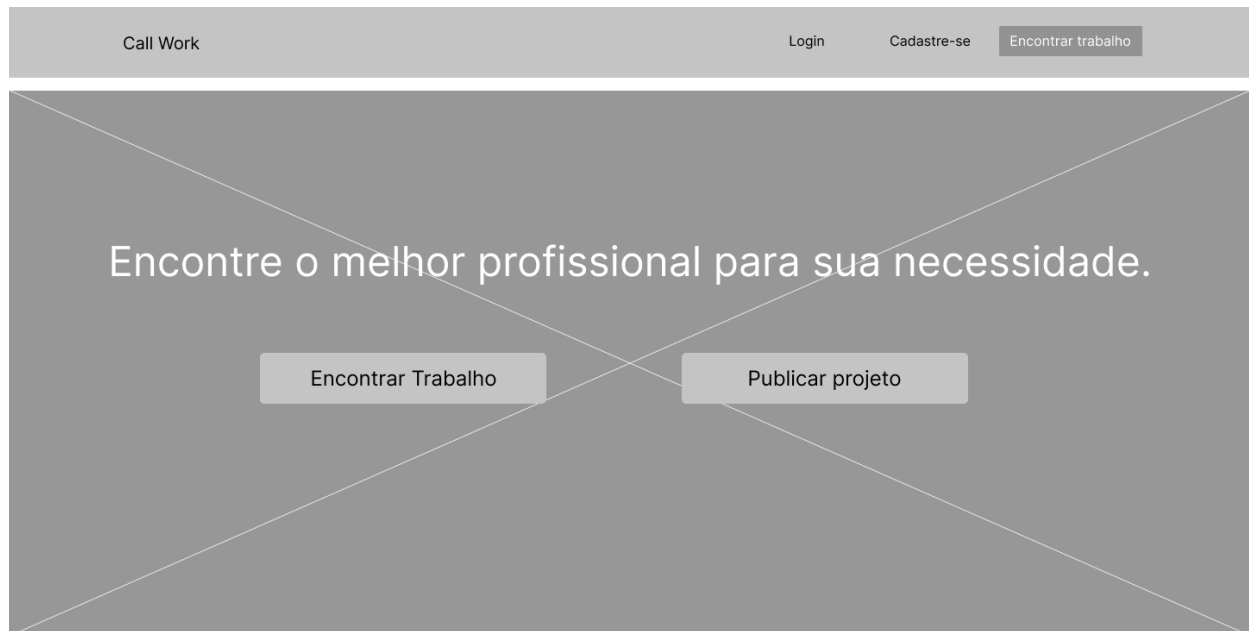 Call Work
Login
Cadastre-se
Encontrar trabalho
Encontre o melhor profissional para sua necessidade.
Encontrar Trabalho
Publicar projeto